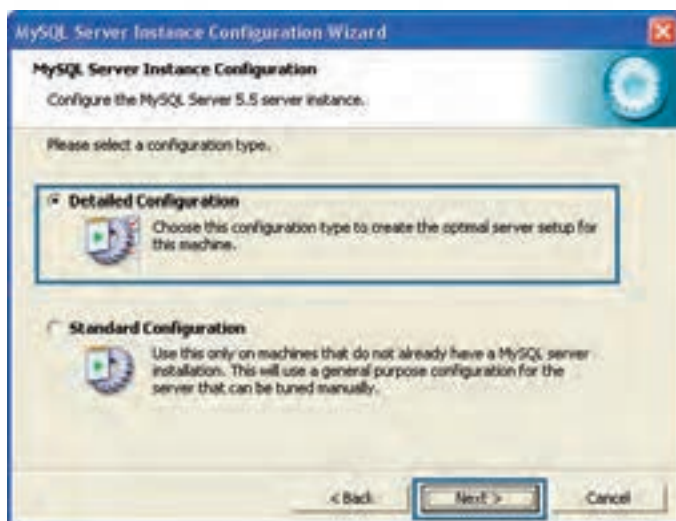 MySQL Server Instance Configuration Wizard
MySQL Server Instance Configuration
Configure the MySQL Server 5.5 server instance.
Please select a configuration type.
Detailed Configuration
Choose this configuration type to create the optimal server setup for
this machine.
Standard Configuration
Use this only on machines that do not already have a MySQL server
installation. This will use a general purpose configuration for the
server that can be tuned manually.
< Back
Next >
Cancel